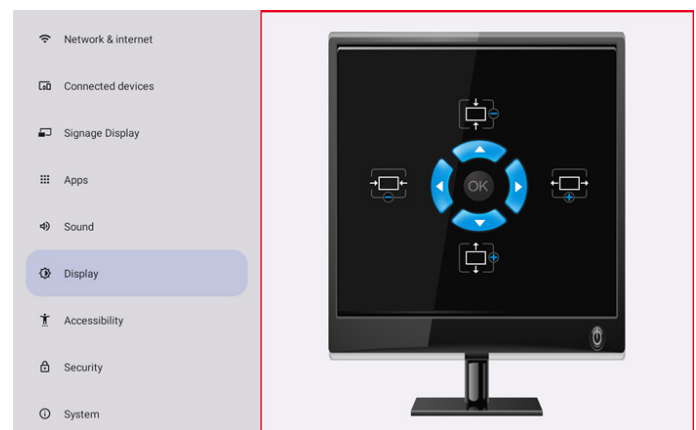 Network & internet
Connected devices
Signage Display
Apps
Sound
Display
Accessibility
Security
System
OK